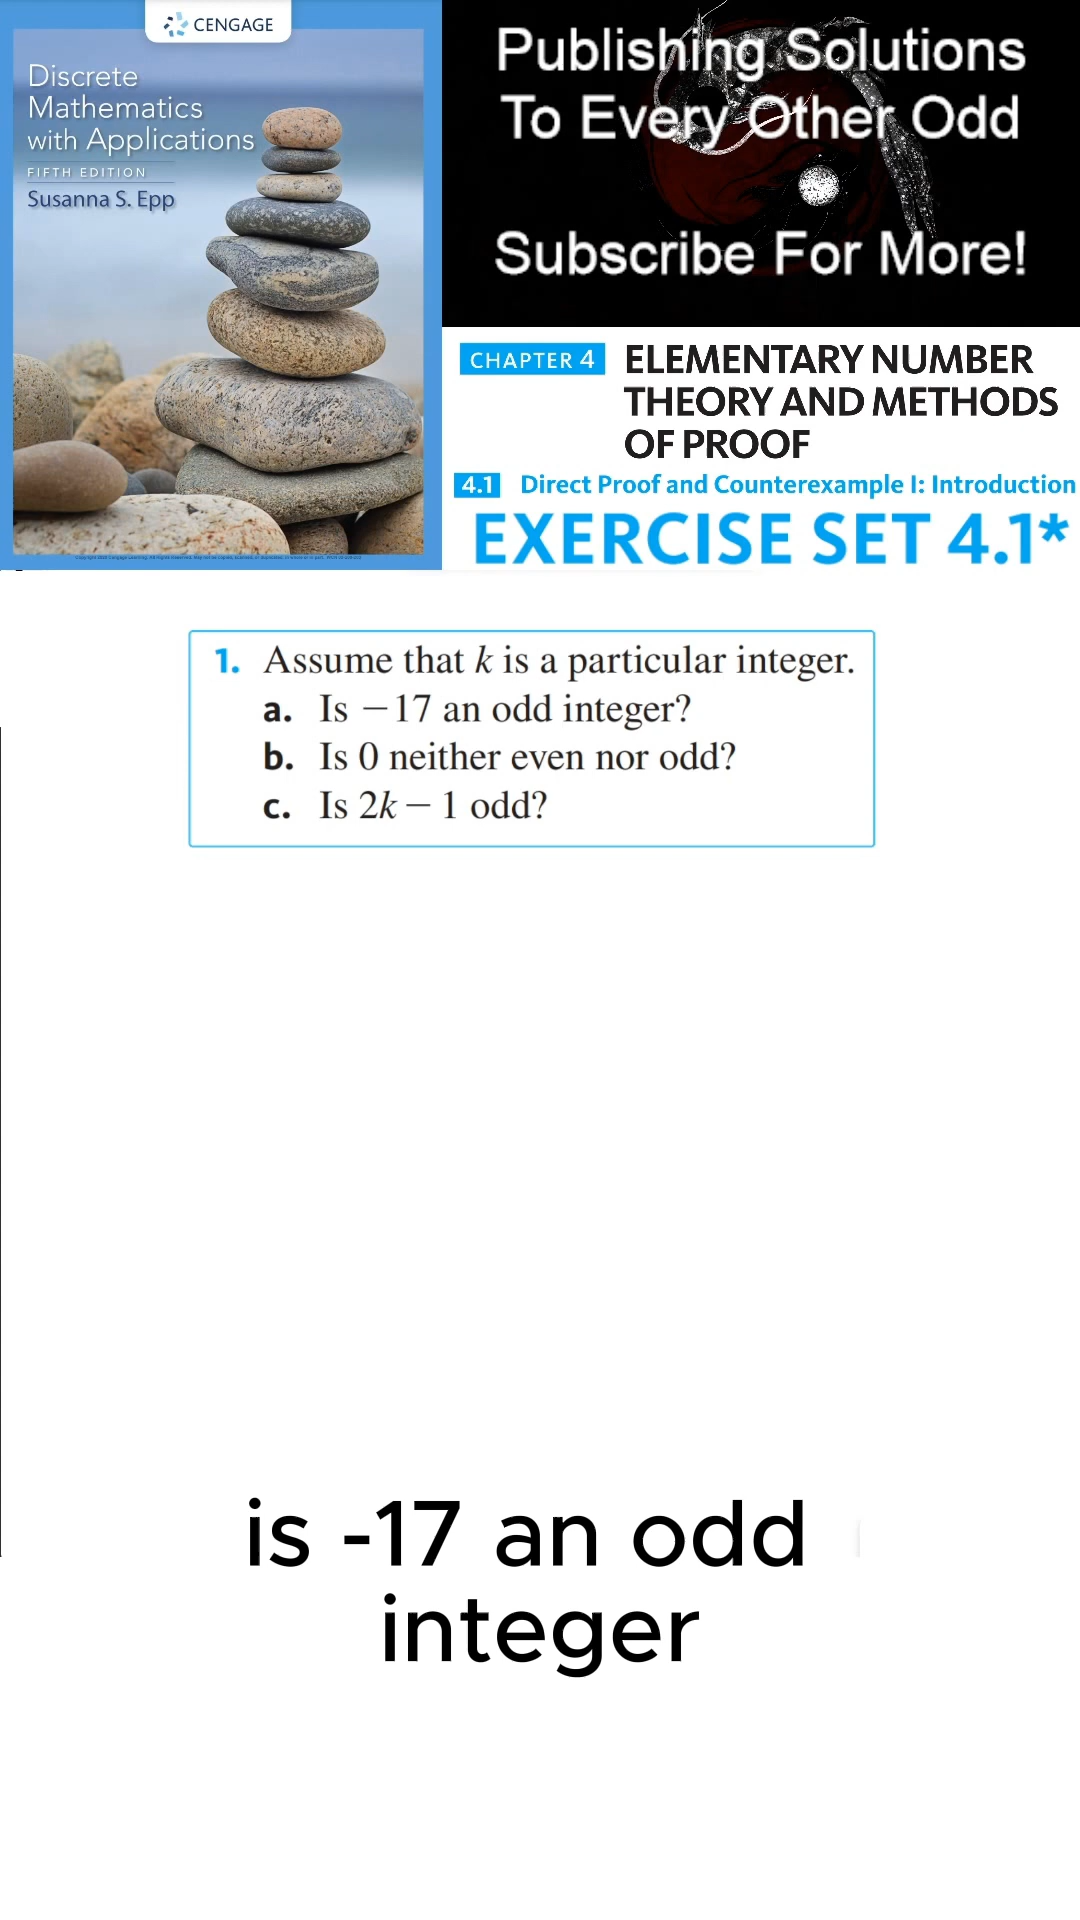 CENGAGE
Discrete
Mathematics
with Applications
FIFTH EDITION
Susanna S. Epp
Publishing Solutions
To Every Other Odd
Subscribe For More!
CHAPTER 4 ELEMENTARY NUMBER
THEORY AND METHODS
OF PROOF
4.1 Direct Proof and Counterexample I: Introduction
EXERCISE SET 4.1*
1. Assume that k is a particular integer.
a. Is −17 an odd integer?
b. Is 0 neither even nor odd?
c. Is 2k − 1 odd?
is -17 an odd
integer